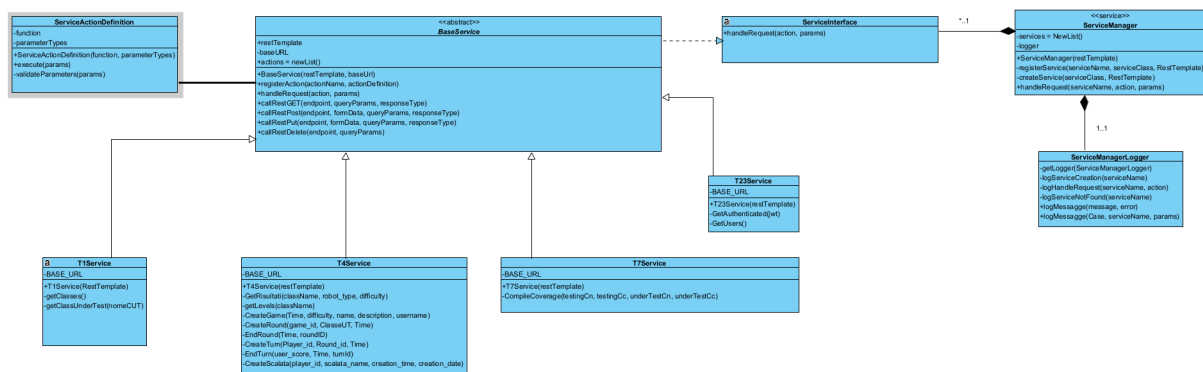 ServiceActionDefinition
-function
-parameterTypes
+ServiceActionDefinition(function, parameterTypes)
+execute(params)
-validateParameters(params)
<<abstract>>
BaseService
+restTemplate
-baseURL
+actions = newList()
+BaseService(restTemplate, baseUrl)
+registerAction(actionName, actionDefinition)
+handleRequest(action, params)
+callRestGET(endpoint, queryParams, responseType)
+callRestPost(endpoint, formData, queryParams, responseType)
+callRestPut(endpoint, formData, queryParams, responseType)
+callRestDelete(endpoint, queryParams)
a
ServiceInterface
+handleRequest(action, params)
*..1
<<service>>
ServiceManager
-services = NewList()
-logger
+ServiceManager(restTemplate)
-registerService(serviceName, serviceClass, RestTemplate)
-createService(serviceClass, RestTemplate)
+handleRequest(serviceName, action, params)
1..1
ServiceManagerLogger
-getLogger(ServiceManagerLogger)
-logServiceCreation(serviceName)
-logHandleRequest(serviceName, action)
-logServiceNotFound(serviceName)
+logMessagge(message, error)
+logMessagge(Case, serviceName, params)
T23Service
-BASE_URL
+T23Service(restTemplate)
-GetAuthenticated(jwt)
-GetUsers()
a
T1Service
-BASE_URL
+T1Service(RestTemplate)
-getClasses()
-getClassUnderTest(nomeCUT)
T4Service
-BASE_URL
+T4Service(restTemplate)
-GetRisultati(className, robot_type, difficulty)
-getLevels(className)
-CreateGame(Time, difficulty, name, description, username)
-CreateRound(game_id, ClasseUT, Time)
-EndRound(Time, roundID)
-CreateTurn(Player_id, Round_id, Time)
-EndTurn(user_score, Time, turnId)
-CreateScalata(player_id, scalata_name, creation_time, creation_date)
T7Service
-BASE_URL
+T7Service(restTemplate)
-CompileCoverage(testingCn, testingCc, underTestCn, underTestCc)